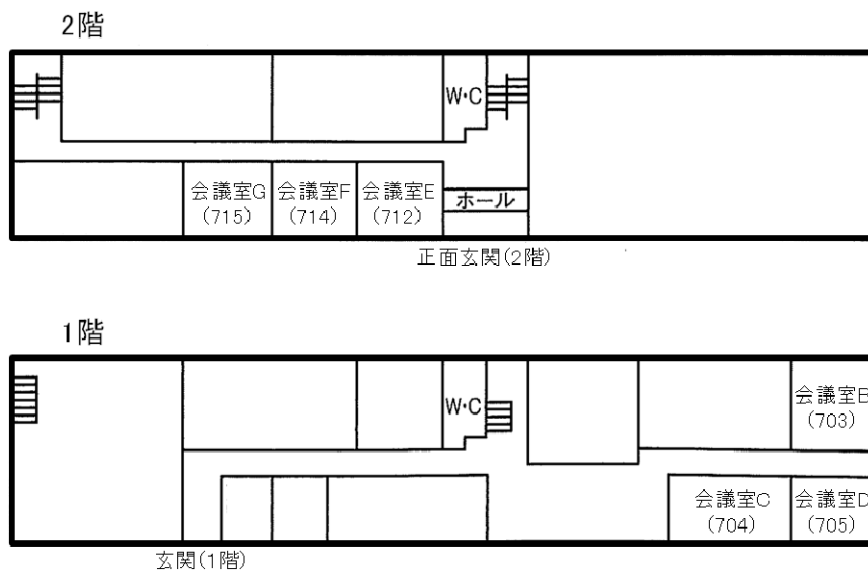 2階
W・C
会議室G
(715)
会議室F
(714)
会議室E
(712)
ホール
正面玄関(2階)
1階
W・C
会議室B
(703)
会議室C
(704)
会議室D
(705)
玄関(1階)